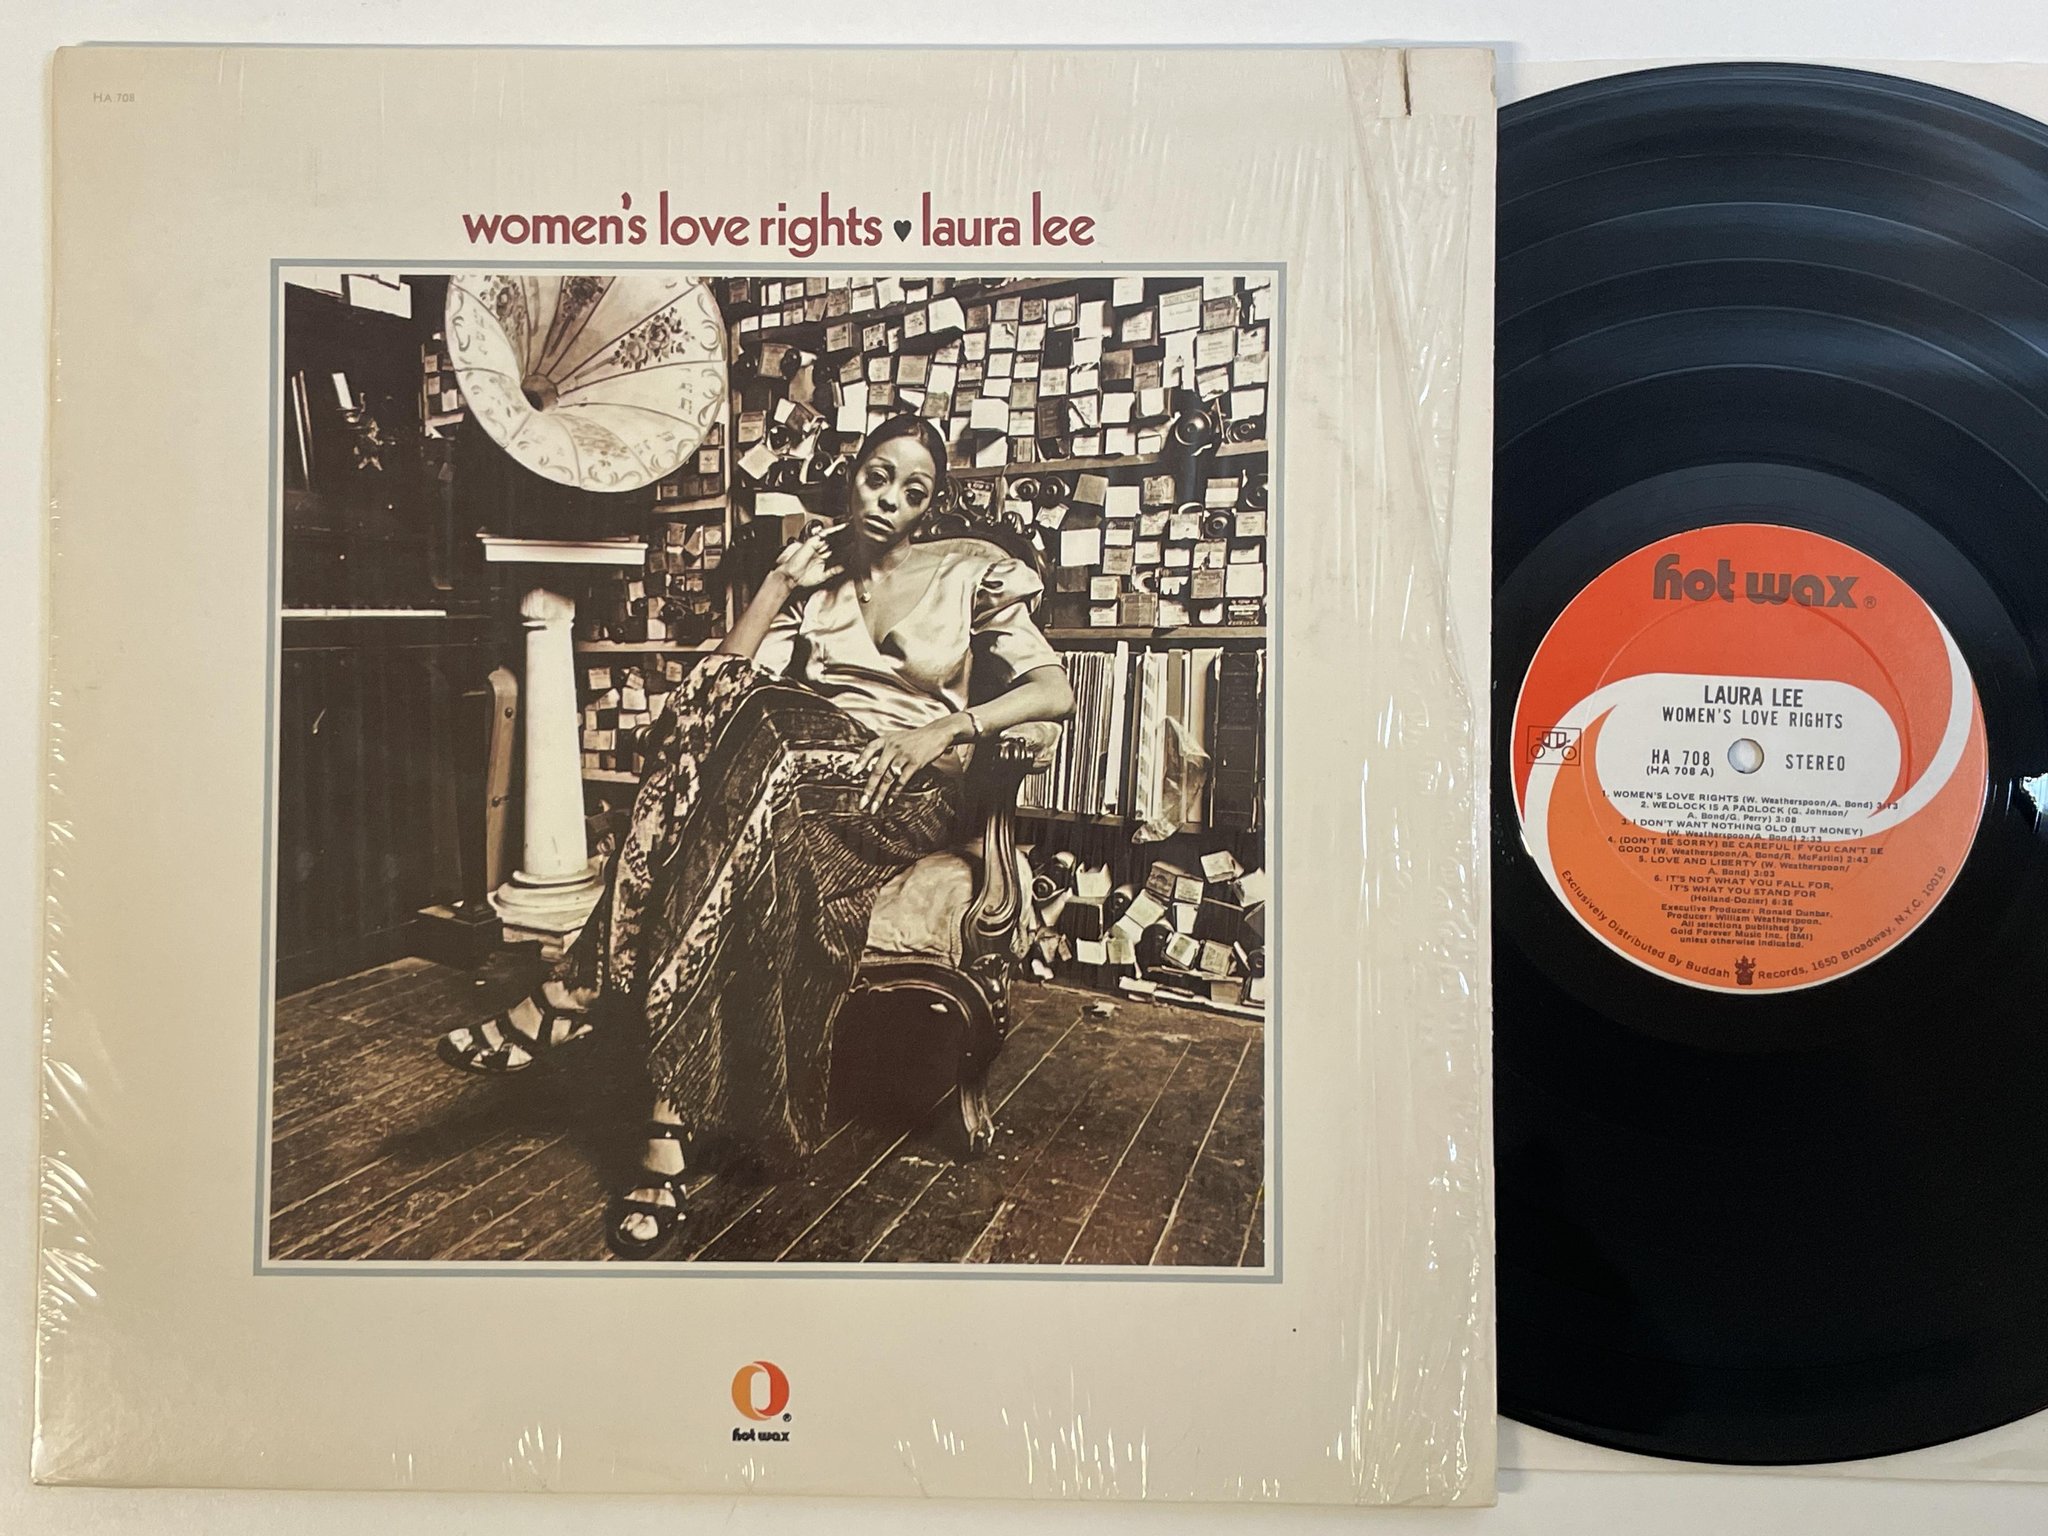 HA 708
women's love rights ♥ laura lee
hot wax
hot wax ®
LAURA LEE
WOMEN'S LOVE RIGHTS
HA 708 STEREO
(HA 708 A)
1. WOMEN'S LOVE RIGHTS (W. Weatherspoon/A. Bond) 3:13
2. WEDLOCK IS A PADLOCK (G. Johnson/
A. Bond/G. Perry) 3:08
3. I DON'T WANT NOTHING OLD (BUT MONEY)
(W. Weatherspoon/A. Bond) 2:33
4. (DON'T BE SORRY) BE CAREFUL IF YOU CAN'T BE
GOOD (W. Weatherspoon/A. Bond/R. McFarlin) 2:43
5. LOVE AND LIBERTY (W. Weatherspoon/
A. Bond) 3:03
6. IT'S NOT WHAT YOU FALL FOR,
IT'S WHAT YOU STAND FOR
(Holland-Dozier) 6:36
Executive Producer: Ronald Dunbar,
Producer: William Weatherspoon,
All selections published by
Gold Forever Music Inc. (BMI)
unless otherwise indicated.
Exclusively Distributed By Buddah Records, 1650 Broadway, N.Y.C. 10019